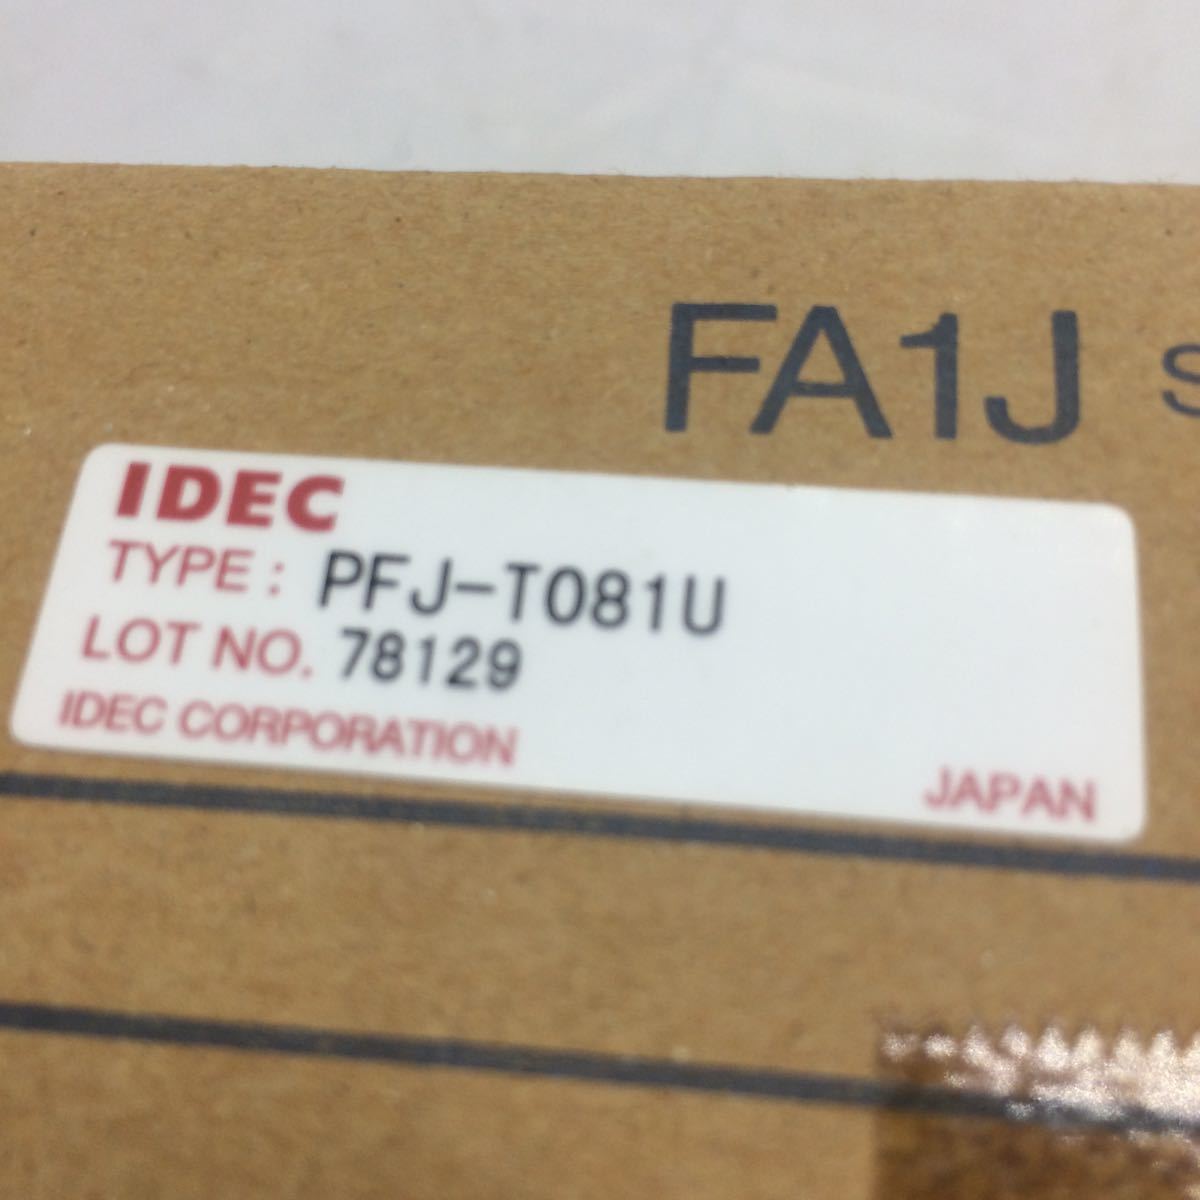 FA1J
IDEC
TYPE: PFJ-T081U
LOT NO. 78129
IDEC CORPORATION
JAPAN